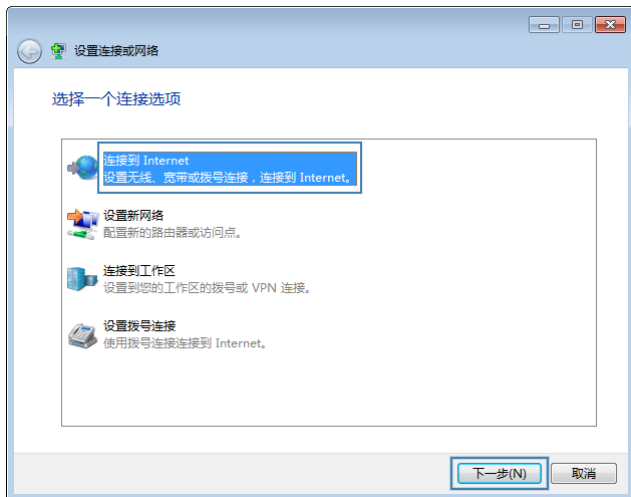 设置连接或网络
选择一个连接选项
连接到 Internet
设置无线、宽带或拨号连接，连接到 Internet。
设置新网络
配置新的路由器或访问点。
连接到工作区
设置到您的工作区的拨号或 VPN 连接。
设置拨号连接
使用拨号连接连接到 Internet。
下一步(N)
取消